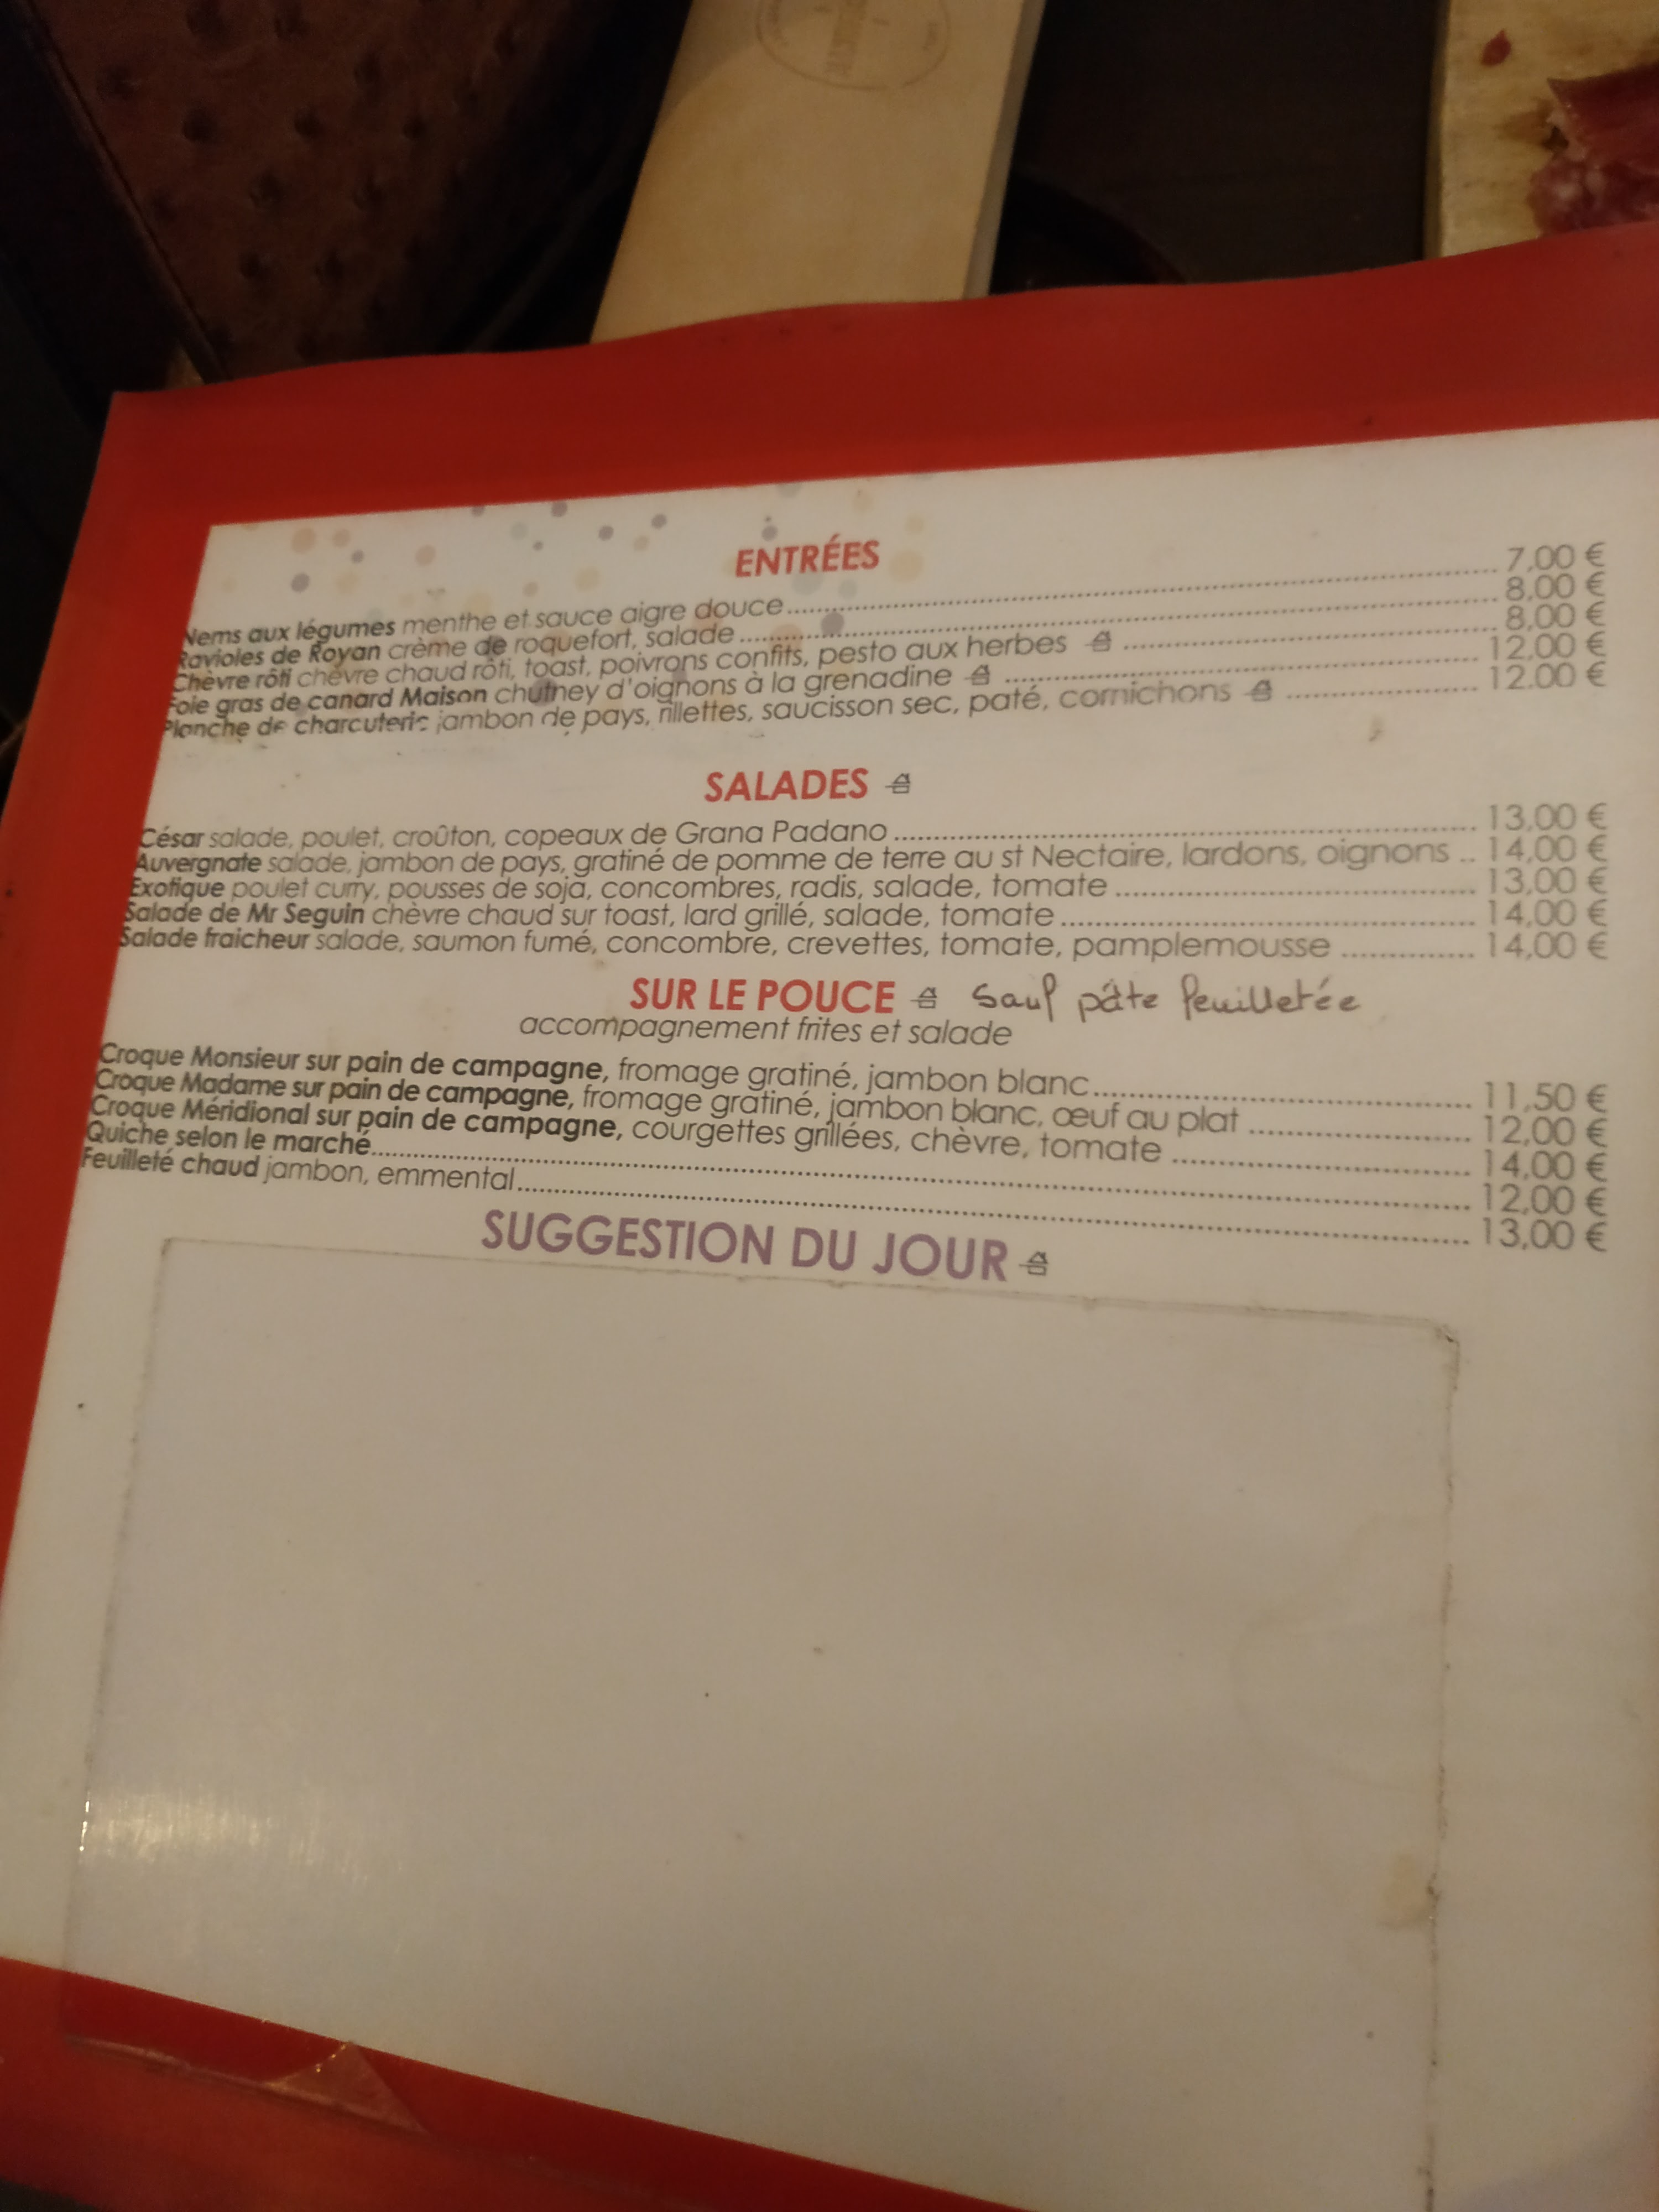 ENTRÉES
Nems aux légumes menthe et sauce aigre douce 7,00 €
Ravioles de Royan crème de roquefort, salade 8,00 €
Chèvre rôti chèvre chaud rôti, toast, poivrons confits, pesto aux herbes 8,00 €
Foie gras de canard Maison chutney d'oignons à la grenadine 12,00 €
Planche de charcuterie jambon de pays, rillettes, saucisson sec, paté, cornichons 12,00 €
SALADES
César salade, poulet, croûton, copeaux de Grana Padano 13,00 €
Auvergnate salade, jambon de pays, gratiné de pomme de terre au st Nectaire, lardons, oignons 14,00 €
Exotique poulet curry, pousses de soja, concombres, radis, salade, tomate 13,00 €
Salade de Mr Seguin chèvre chaud sur toast, lard grillé, salade, tomate 14,00 €
Salade fraicheur salade, saumon fumé, concombre, crevettes, tomate, pamplemousse 14,00 €
SUR LE POUCE sauf pâte feuilletée
accompagnement frites et salade
Croque Monsieur sur pain de campagne, fromage gratiné, jambon blanc 11,50 €
Croque Madame sur pain de campagne, fromage gratiné, jambon blanc, œuf au plat 12,00 €
Croque Méridional sur pain de campagne, courgettes grillées, chèvre, tomate 14,00 €
Quiche selon le marché 12,00 €
Feuilleté chaud jambon, emmental 13,00 €
SUGGESTION DU JOUR